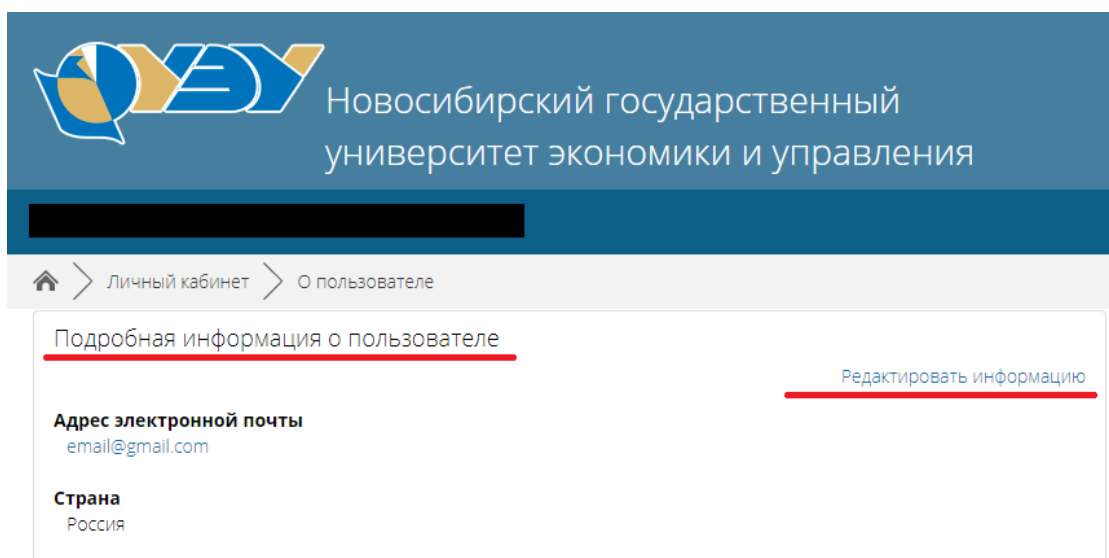 УЭУ
Новосибирский государственный
университет экономики и управления
Личный кабинет
О пользователе
Подробная информация о пользователе
Редактировать информацию
Адрес электронной почты
email@gmail.com
Страна
Россия